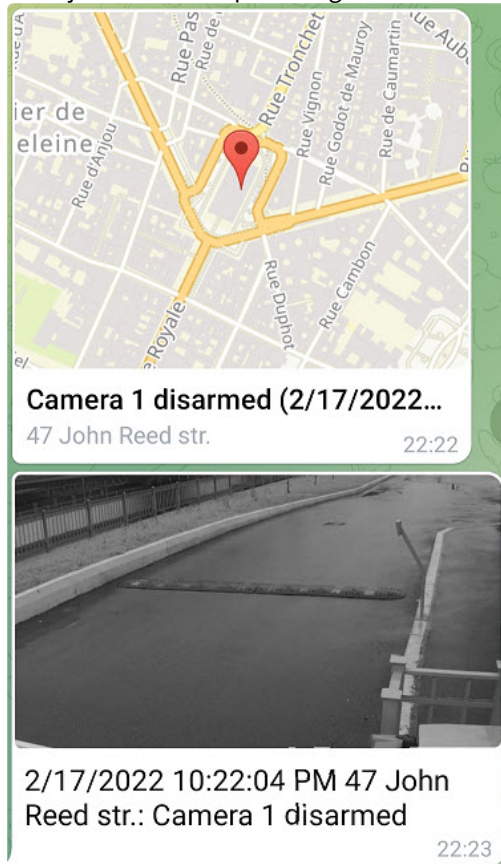 Rue Pas
Rue de
Rue Tronchet
Rue Vignon
Rue Godot de Mauroy
Rue de Caumartin
ue Aub
ier de
eleine
Rue d'Anjou
Rue Duphot
Rue Cambon
e Royale
Camera 1 disarmed (2/17/2022...
47 John Reed str.
22:22
2/17/2022 10:22:04 PM 47 John
Reed str.: Camera 1 disarmed
22:23